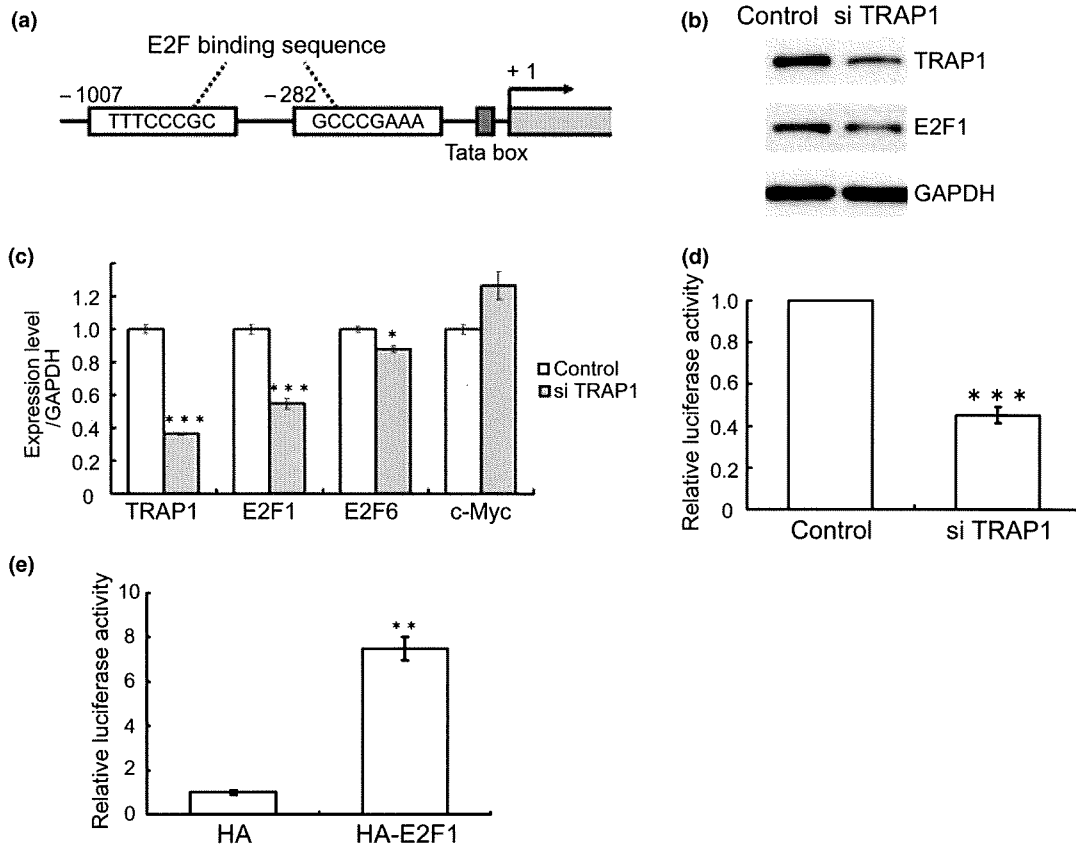 (a)
E2F binding sequence
– 1007
– 282
+ 1
TTTCCCGC
GCCCGAAA
Tata box
(b)
Control si TRAP1
TRAP1
E2F1
GAPDH
(c)
Expression level
/GAPDH
1.2
1.0
0.8
0.6
0.4
0.2
0
* * *
* * *
*
Control
si TRAP1
TRAP1 E2F1 E2F6 c-Myc
(d)
Relative luciferase activity
1.0
0.8
0.6
0.4
0.2
0
* * *
Control si TRAP1
(e)
Relative luciferase activity
10
8
6
4
2
0
* *
HA HA-E2F1